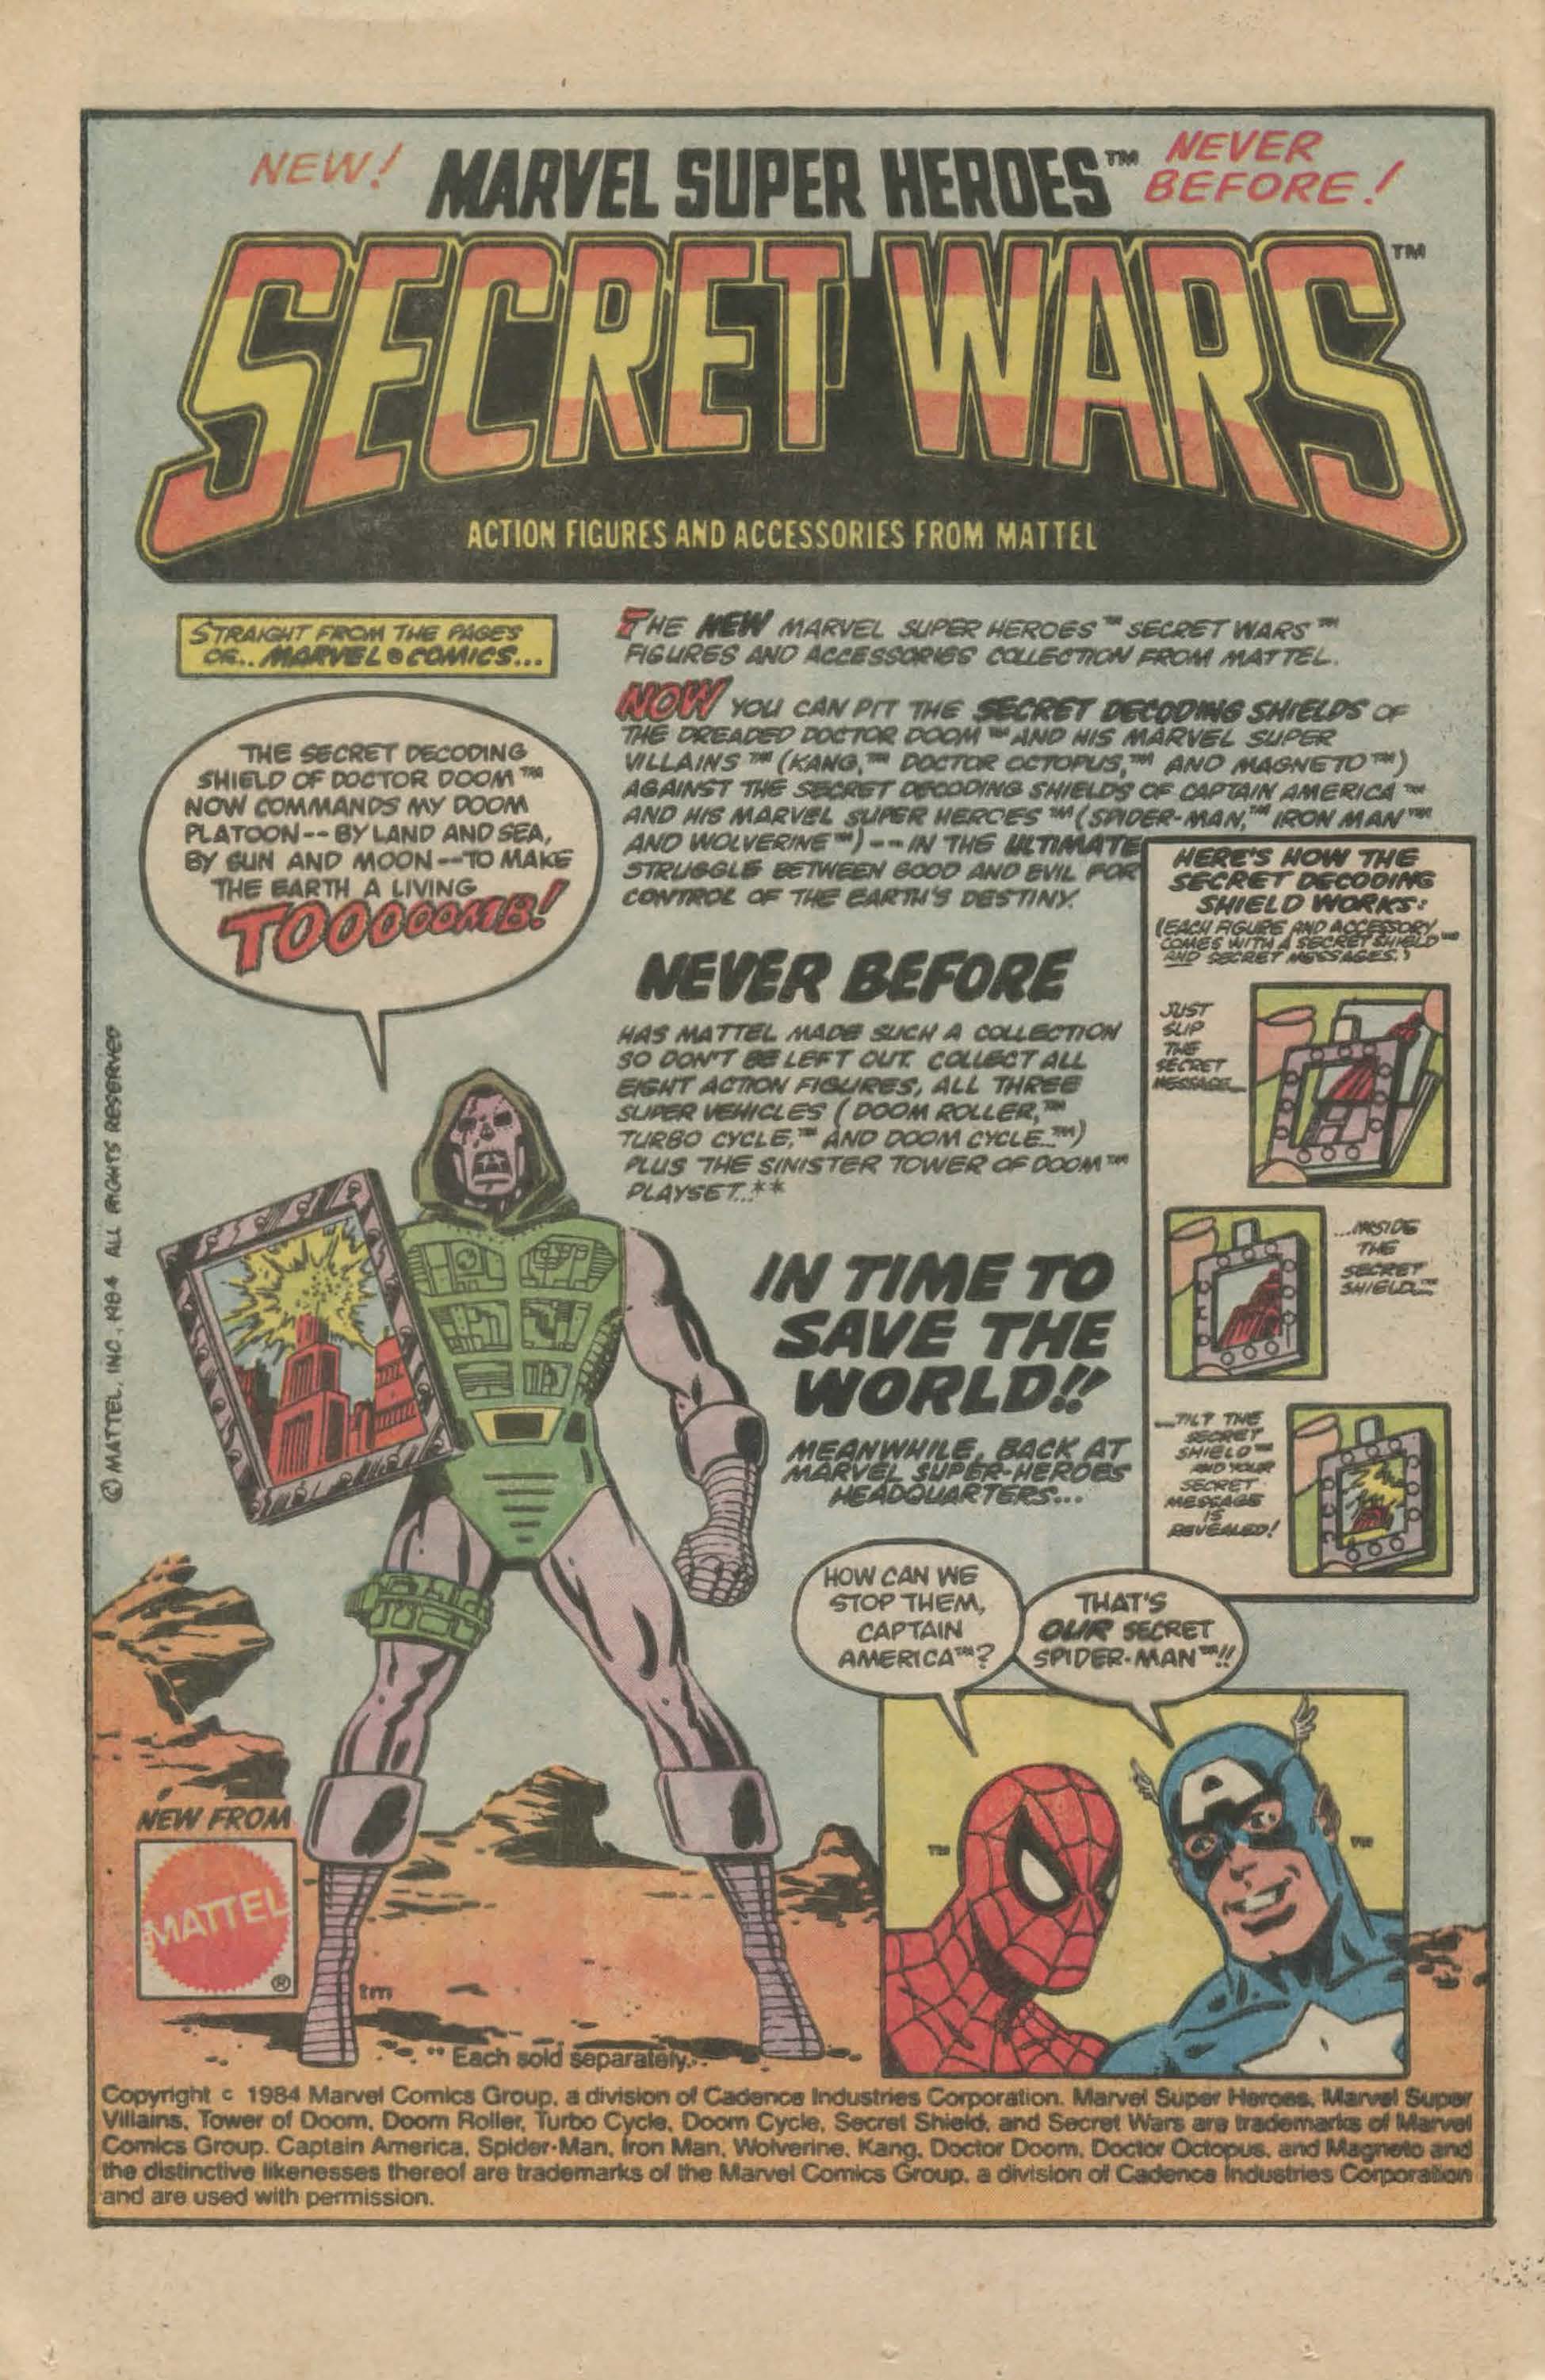 NEW!
MARVEL SUPER HEROES™
NEVER
BEFORE!
SECRET WARS™
ACTION FIGURES AND ACCESSORIES FROM MATTEL
STRAIGHT FROM THE PAGES
OF.. MARVEL® COMICS...
THE SECRET DECODING
SHIELD OF DOCTOR DOOM™
NOW COMMANDS MY DOOM
PLATOON--BY LAND AND SEA,
BY SUN AND MOON--TO MAKE
THE EARTH A LIVING
TOOOOOMB!
THE NEW MARVEL SUPER HEROES™ SECRET WARS™
FIGURES AND ACCESSORIES COLLECTION FROM MATTEL.
NOW YOU CAN PIT THE SECRET DECODING SHIELDS OF
THE DREADED DOCTOR DOOM™ AND HIS MARVEL SUPER
VILLAINS™ (KANG,™ DOCTOR OCTOPUS,™ AND MAGNETO™)
AGAINST THE SECRET DECODING SHIELDS OF CAPTAIN AMERICA™
AND HIS MARVEL SUPER HEROES™ (SPIDER-MAN,™ IRON MAN™
AND WOLVERINE™)--IN THE ULTIMATE
STRUGGLE BETWEEN GOOD AND EVIL FOR
CONTROL OF THE EARTH'S DESTINY.
NEVER BEFORE
HAS MATTEL MADE SUCH A COLLECTION
SO DON'T BE LEFT OUT. COLLECT ALL
EIGHT ACTION FIGURES, ALL THREE
SUPER VEHICLES (DOOM ROLLER,™
TURBO CYCLE,™ AND DOOM CYCLE...™)
PLUS THE SINISTER TOWER OF DOOM™
PLAYSET...**
IN TIME TO
SAVE THE
WORLD!!
MEANWHILE, BACK AT
MARVEL SUPER-HEROES
HEADQUARTERS...
HERE'S HOW THE
SECRET DECODING
SHIELD WORKS:
(EACH FIGURE AND ACCESSORY
COMES WITH A SECRET SHIELD™
AND SECRET MESSAGES.)
JUST
SLIP
THE
SECRET
MESSAGE...
...INSIDE
THE
SECRET
SHIELD...™
...TILT THE
SECRET
SHIELD™
AND YOUR
SECRET
MESSAGE
IS
REVEALED!
HOW CAN WE
STOP THEM,
CAPTAIN
AMERICA™?
THAT'S
OUR SECRET
SPIDER-MAN™!!
A
™
™
© MATTEL, INC. 1984 ALL RIGHTS RESERVED
NEW FROM
MATTEL
®
tm
** Each sold separately.
Copyright c 1984 Marvel Comics Group, a division of Cadence Industries Corporation. Marvel Super Heroes, Marvel Super
Villains, Tower of Doom, Doom Roller, Turbo Cycle, Doom Cycle, Secret Shield, and Secret Wars are trademarks of Marvel
Comics Group. Captain America, Spider-Man, Iron Man, Wolverine, Kang, Doctor Doom, Doctor Octopus, and Magneto and
the distinctive likenesses thereof are trademarks of the Marvel Comics Group, a division of Cadence Industries Corporation
and are used with permission.